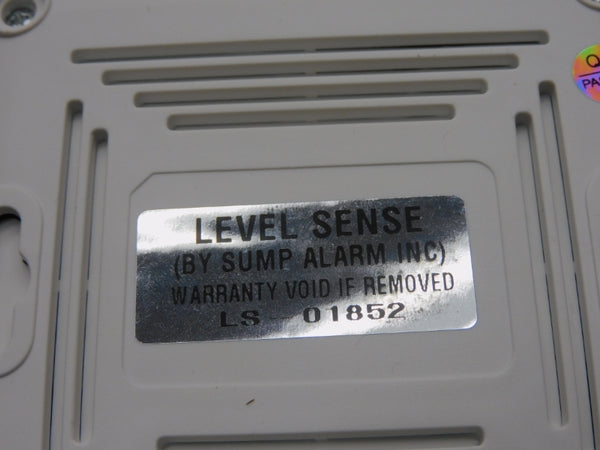 LEVEL SENSE
(BY SUMP ALARM INC)
WARRANTY VOID IF REMOVED
LS 01852